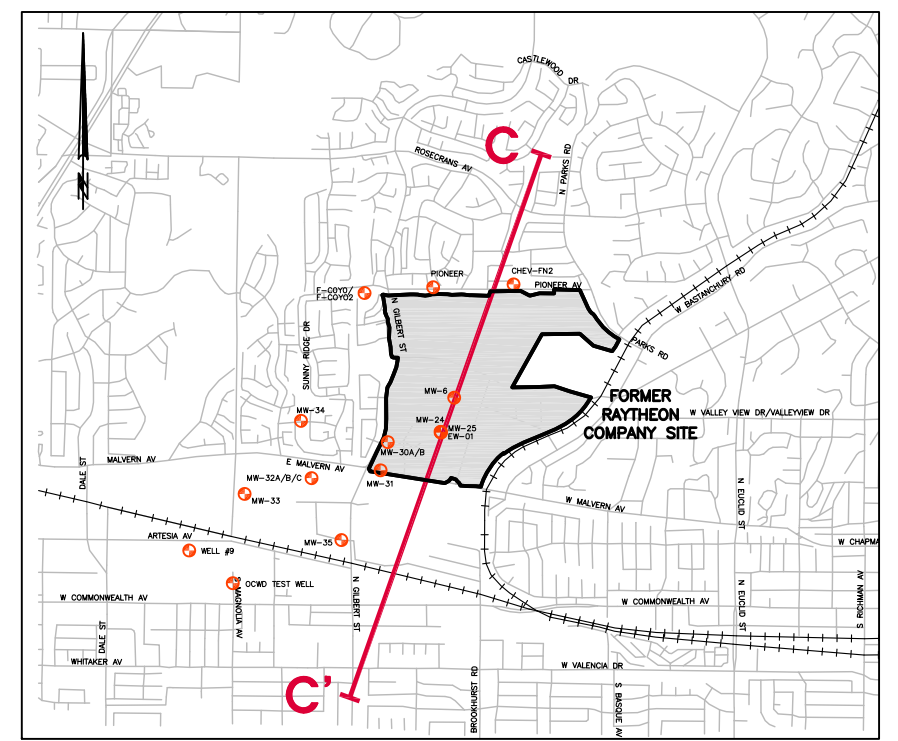 CASTLEWOOD DR
C
ROSECRANS AV
N PARKS RD
N
W BASTANCHURY RD
PIONEER
CHEV-FN2
PIONEER AV
F-COYO/
F-COYO2
N GILBERT ST
SUNNY RIDGE DR
PARKS RD
MW-6
FORMER
RAYTHEON
COMPANY SITE
W VALLEY VIEW DR/VALLEYVIEW DR
MW-34
MW-24
MW-25
EW-01
MW-30A/B
DALE ST
MALVERN AV
E MALVERN AV
MW-32A/B/C
MW-31
MW-33
W MALVERN AV
N EUCLID ST
ARTESIA AV
WELL #9
MW-35
W CHAPMA
OCWD TEST WELL
S MAGNOLIA AV
N GILBERT ST
W COMMONWEALTH AV
W COMMONWEALTH AV
N EUCLID ST
S RICHMAN AV
DALE ST
WHITAKER AV
W VALENCIA DR
C'
BROOKHURST RD
S BASQUE AV